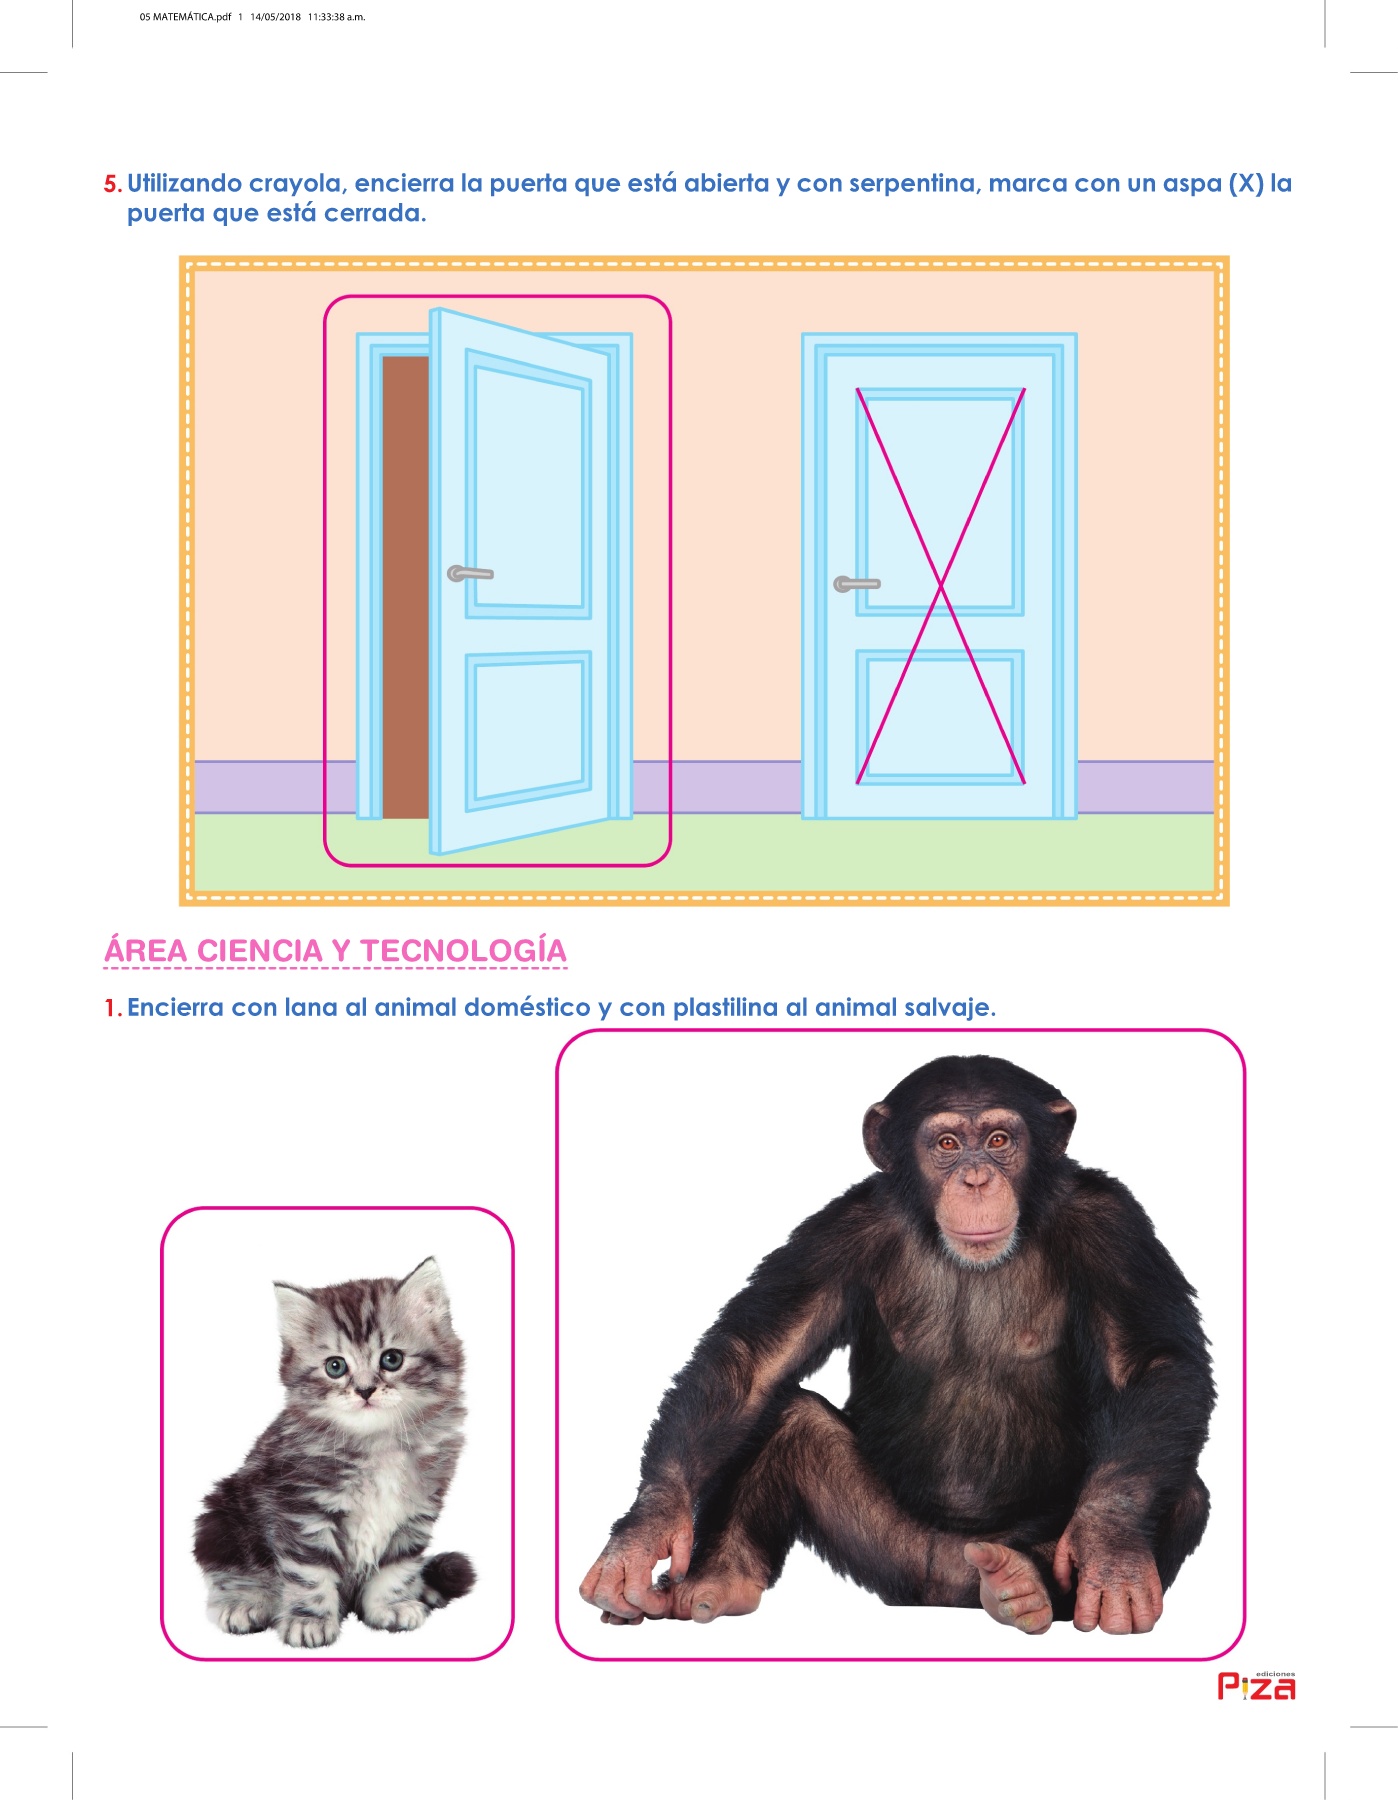 05 MATEMÁTICA.pdf 1 14/05/2018 11:33:38 a.m.
5. Utilizando crayola, encierra la puerta que está abierta y con serpentina, marca con un aspa (X) la
puerta que está cerrada.
ÁREA CIENCIA Y TECNOLOGÍA
1. Encierra con lana al animal doméstico y con plastilina al animal salvaje.
ediciones
Piza